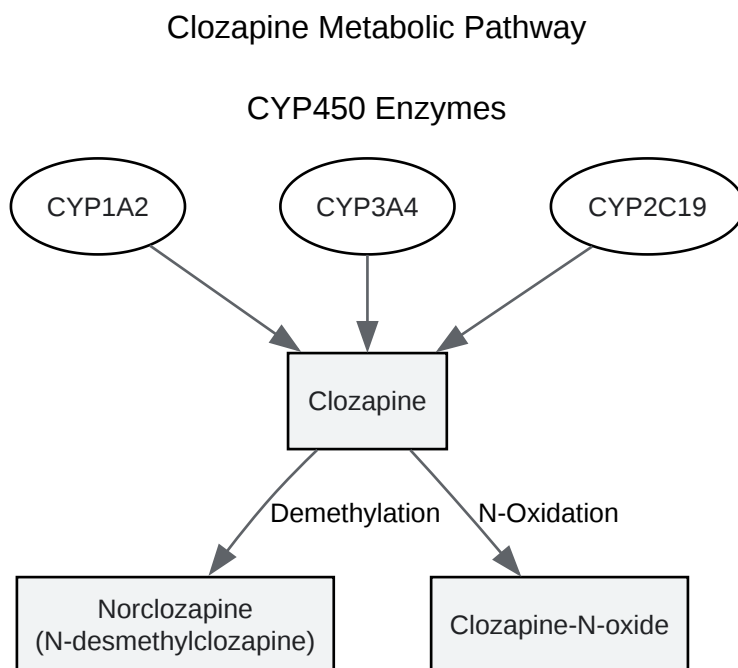 Clozapine Metabolic Pathway
CYP450 Enzymes
CYP1A2
CYP3A4
CYP2C19
Clozapine
Demethylation
N-Oxidation
Norclozapine
(N-desmethylclozapine)
Clozapine-N-oxide